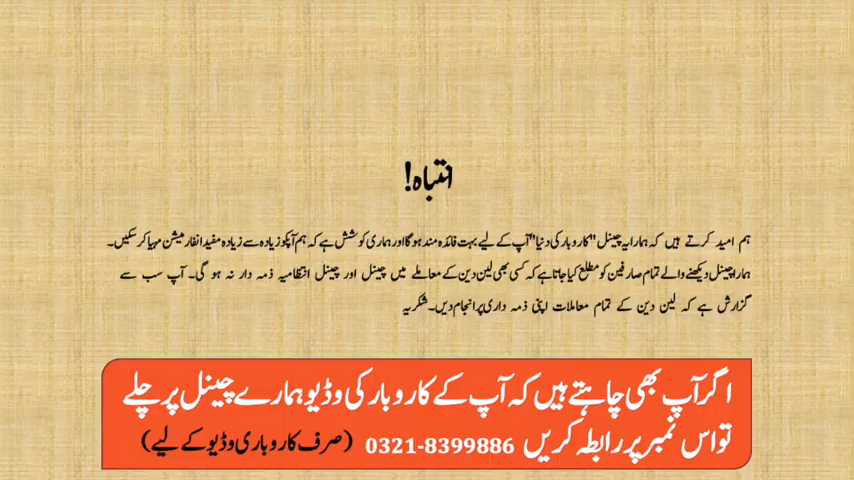 انتباہ!
ہم امید کرتے ہیں کہ ہمارا یہ چینل "کاروبار کی دنیا" آپ کے لیے بہت فائدہ مند ہوگا اور ہماری کوشش ہے کہ ہم آپکو زیادہ سے زیادہ مفید انفارمیشن مہیا کر سکیں۔
ہمارا چینل دیکھنے والے تمام صارفین کو مطلع کیا جاتا ہے کہ کسی بھی لین دین کے معاملے میں چینل اور چینل انتظامیہ ذمہ دار نہ ہو گی۔ آپ سب سے
گزارش ہے کہ لین دین کے تمام معاملات اپنی ذمہ داری پر انجام دیں۔ شکریہ
اگر آپ بھی چاہتے ہیں کہ آپ کے کاروبار کی وڈیو ہمارے چینل پر چلے
تو اس نمبر پر رابطہ کریں 0321-8399886 (صرف کاروباری وڈیو کے لیے)